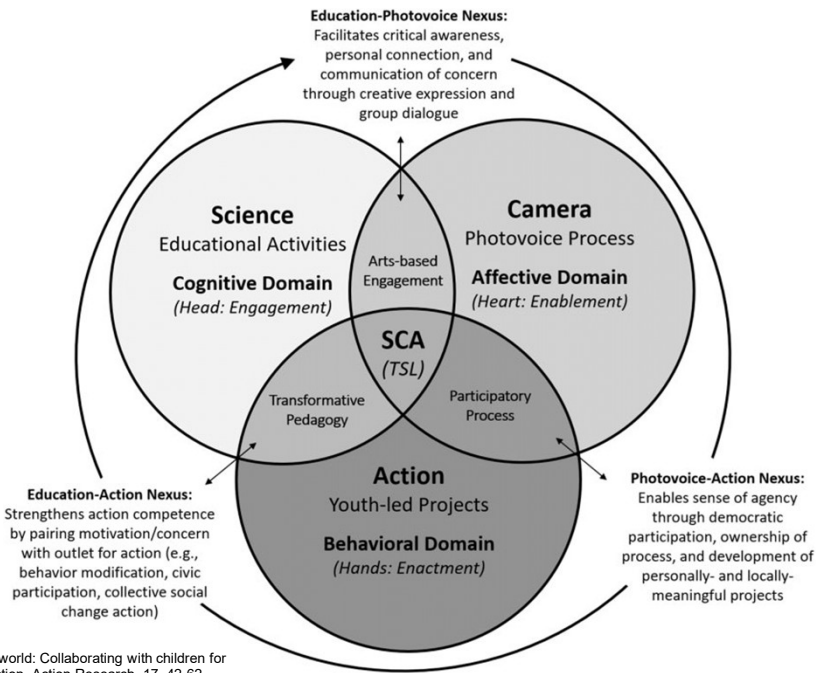 Education-Photovoice Nexus:
Facilitates critical awareness,
personal connection, and
communication of concern
through creative expression and
group dialogue
Science
Educational Activities
Cognitive Domain
(Head: Engagement)
Arts-based
Engagement
Camera
Photovoice Process
Affective Domain
(Heart: Enablement)
SCA
(TSL)
Transformative
Pedagogy
Participatory
Process
Action
Youth-led Projects
Behavioral Domain
(Hands: Enactment)
Education-Action Nexus:
Strengthens action competence
by pairing motivation/concern
with outlet for action (e.g.,
behavior modification, civic
participation, collective social
change action)
Photovoice-Action Nexus:
Enables sense of agency
through democratic
participation, ownership of
process, and development of
personally- and locally-
meaningful projects
world: Collaborating with children for
Action Research, 17, 42-62